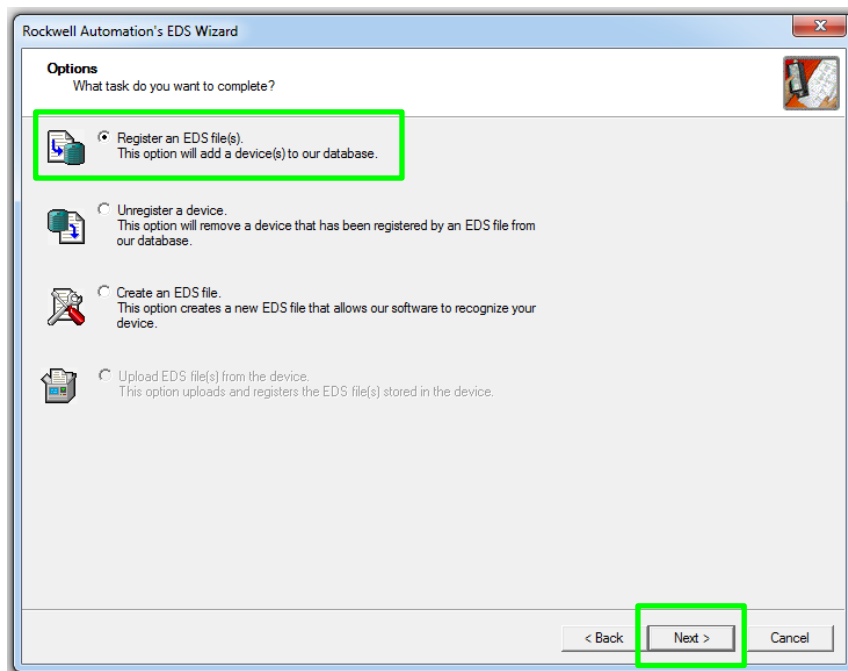 Rockwell Automation's EDS Wizard
Options
What task do you want to complete?
Register an EDS file(s).
This option will add a device(s) to our database.
Unregister a device.
This option will remove a device that has been registered by an EDS file from
our database.
Create an EDS file.
This option creates a new EDS file that allows our software to recognize your
device.
Upload EDS file(s) from the device.
This option uploads and registers the EDS file(s) stored in the device.
< Back Next > Cancel